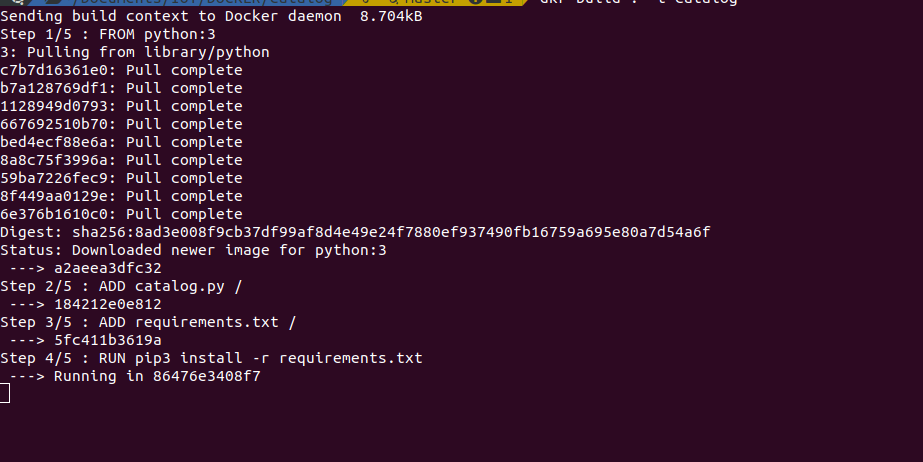 /Documents/IOT/DOCKER/Catalog master 1 dkr build . -t catalog
Sending build context to Docker daemon  8.704kB
Step 1/5 : FROM python:3
3: Pulling from library/python
c7b7d16361e0: Pull complete
b7a128769df1: Pull complete
1128949d0793: Pull complete
667692510b70: Pull complete
bed4ecf88e6a: Pull complete
8a8c75f3996a: Pull complete
59ba7226fec9: Pull complete
8f449aa0129e: Pull complete
6e376b1610c0: Pull complete
Digest: sha256:8ad3e008f9cb37df99af8d4e49e24f7880ef937490fb16759a695e80a7d54a6f
Status: Downloaded newer image for python:3
 ---> a2aeea3dfc32
Step 2/5 : ADD catalog.py /
 ---> 184212e0e812
Step 3/5 : ADD requirements.txt /
 ---> 5fc411b3619a
Step 4/5 : RUN pip3 install -r requirements.txt
 ---> Running in 86476e3408f7